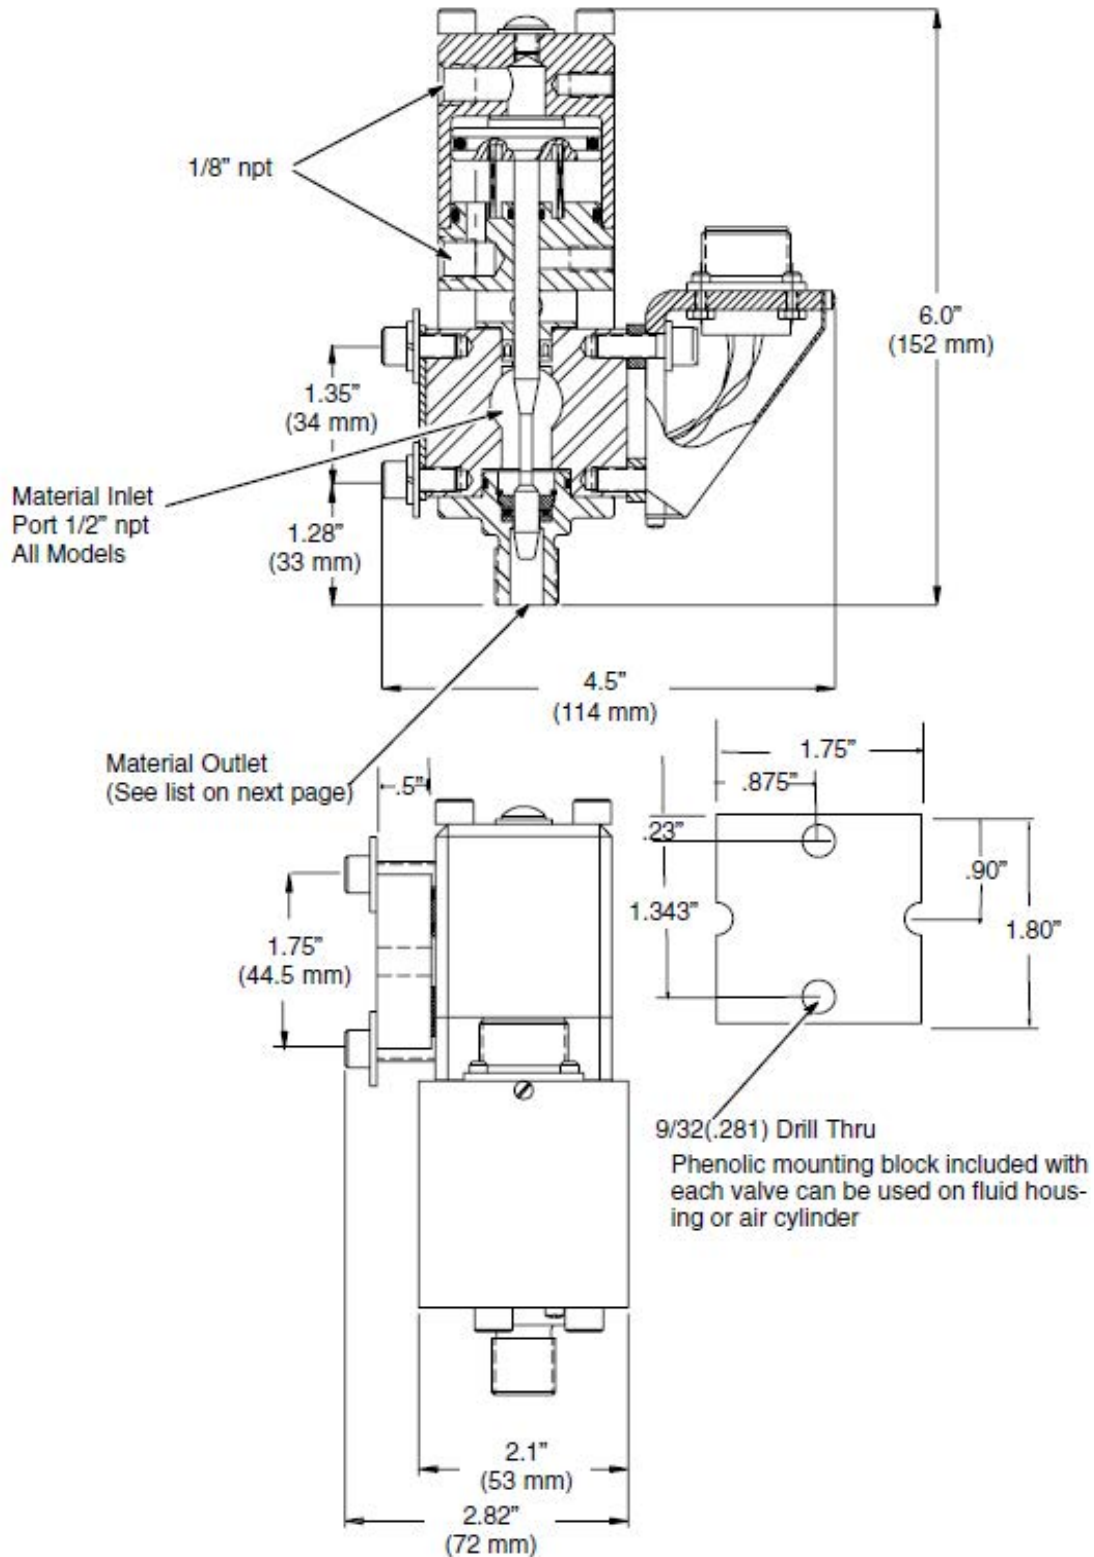 1/8” npt
6.0”
(152 mm)
1.35”
(34 mm)
Material Inlet
Port 1/2” npt
All Models
1.28”
(33 mm)
4.5”
(114 mm)
Material Outlet
(See list on next page)
.5”
1.75”
.875”
.23”
.90”
1.343”
1.80”
1.75”
(44.5 mm)
9/32(.281) Drill Thru
Phenolic mounting block included with
each valve can be used on fluid hous-
ing or air cylinder
2.1”
(53 mm)
2.82”
(72 mm)